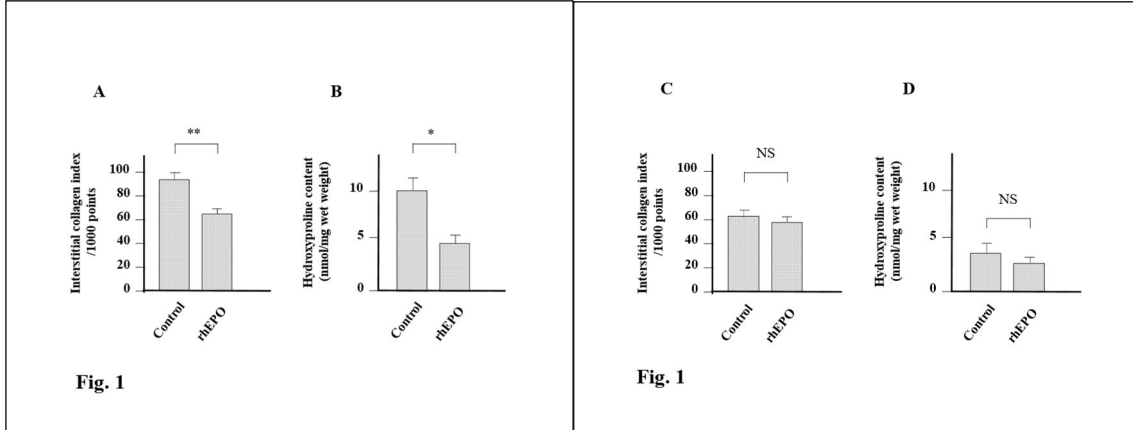 A
**
Interstitial collagen index
/1000 points
100
80
60
40
20
0
Control
rhEPO
B
*
Hydroxyproline content
(nmol/mg wet weight)
10
5
0
Control
rhEPO
Fig. 1
C
NS
Interstitial collagen index
/1000 points
100
80
60
40
20
0
Control
rhEPO
D
NS
Hydroxyproline content
(nmol/mg wet weight)
10
5
0
Control
rhEPO
Fig. 1